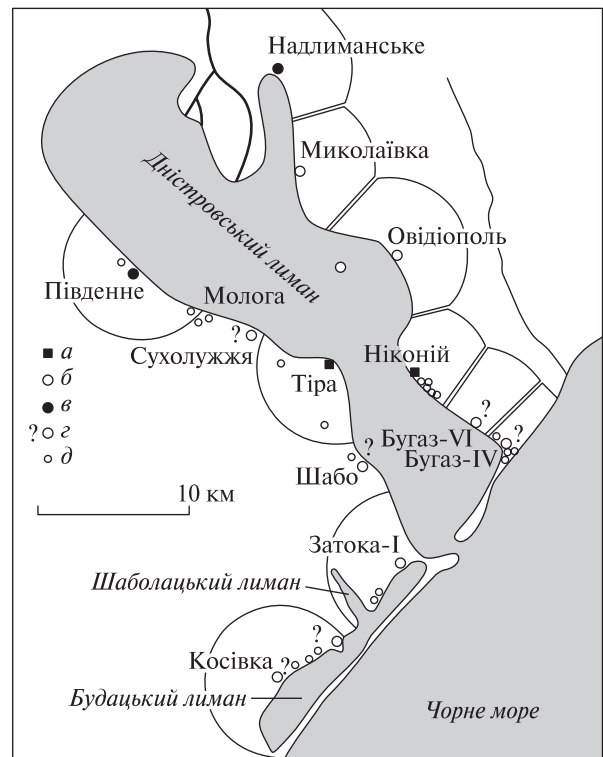 Надлиманське
Миколаївка
Дністровський лиман
Овідіополь
Південне
Молога
?
Сухолужжя
Ніконій
Тіра
а
б
в
? г
д
?
?
Бугаз-VI
Бугаз-IV
?
Шабо
10 км
Затока-I
Шаболацький лиман
?
Косівка
?
Будацький лиман
Чорне море